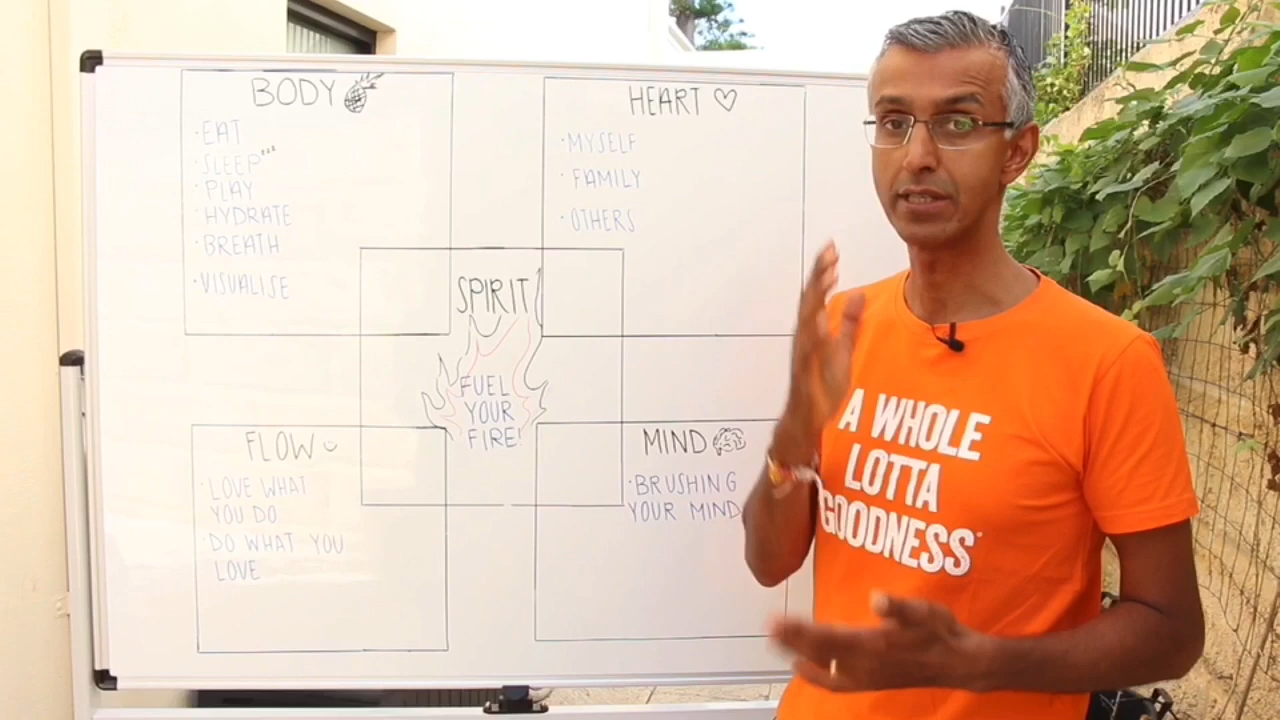 BODY
· EAT
· SLEEP zzz
· PLAY
· HYDRATE
· BREATH
· VISUALISE
HEART
· MYSELF
· FAMILY
· OTHERS
SPIRIT
FUEL
YOUR
FIRE!
FLOW
· LOVE WHAT
YOU DO
· DO WHAT YOU
LOVE
MIND
· BRUSHING
YOUR MIND
A WHOLE
LOTTA
GOODNESS